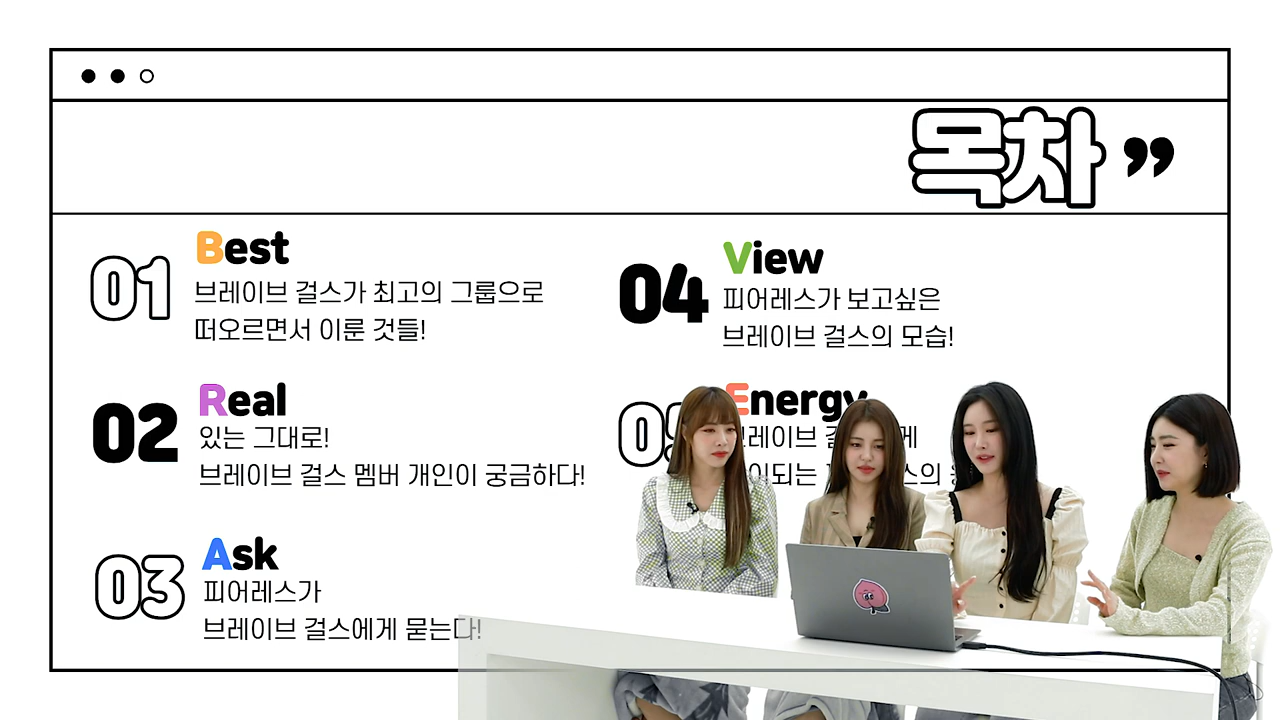 목차 ”
01
Best
브레이브 걸스가 최고의 그룹으로
떠오르면서 이룬 것들!
02
Real
있는 그대로!
브레이브 걸스 멤버 개인이 궁금하다!
03
Ask
피어레스가
브레이브 걸스에게 묻는다!
04
View
피어레스가 보고싶은
브레이브 걸스의 모습!
05
Energy
브레이브